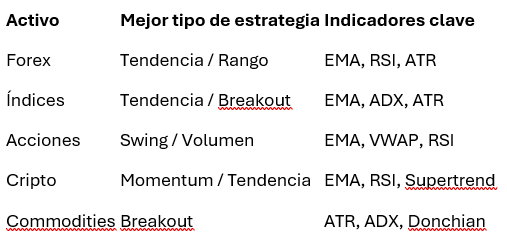 Activo Mejor tipo de estrategia Indicadores clave
Forex Tendencia / Rango EMA, RSI, ATR
Índices Tendencia / Breakout EMA, ADX, ATR
Acciones Swing / Volumen EMA, VWAP, RSI
Cripto Momentum / Tendencia EMA, RSI, Supertrend
Commodities Breakout ATR, ADX, Donchian